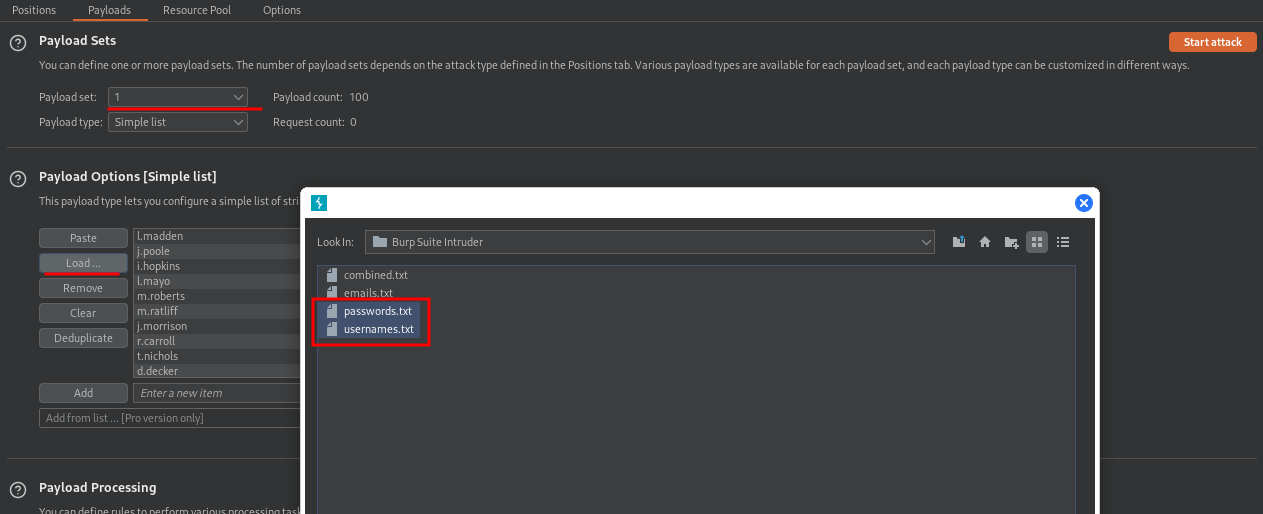 Positions Payloads Resource Pool Options
Payload Sets
Start attack
You can define one or more payload sets. The number of payload sets depends on the attack type defined in the Positions tab. Various payload types are available for each payload set, and each payload type can be customized in different ways.
Payload set: 1 Payload count: 100
Payload type: Simple list Request count: 0
Payload Options [Simple list]
This payload type lets you configure a simple list of stri
Paste
Load ...
Remove
Clear
Deduplicate
l.madden
j.poole
i.hopkins
l.mayo
m.roberts
m.ratliff
j.morrison
r.carroll
t.nichols
d.decker
Add Enter a new item
Add from list ... [Pro version only]
Look In: Burp Suite Intruder
combined.txt
emails.txt
passwords.txt
usernames.txt
Payload Processing
You can define rules to perform various processing task